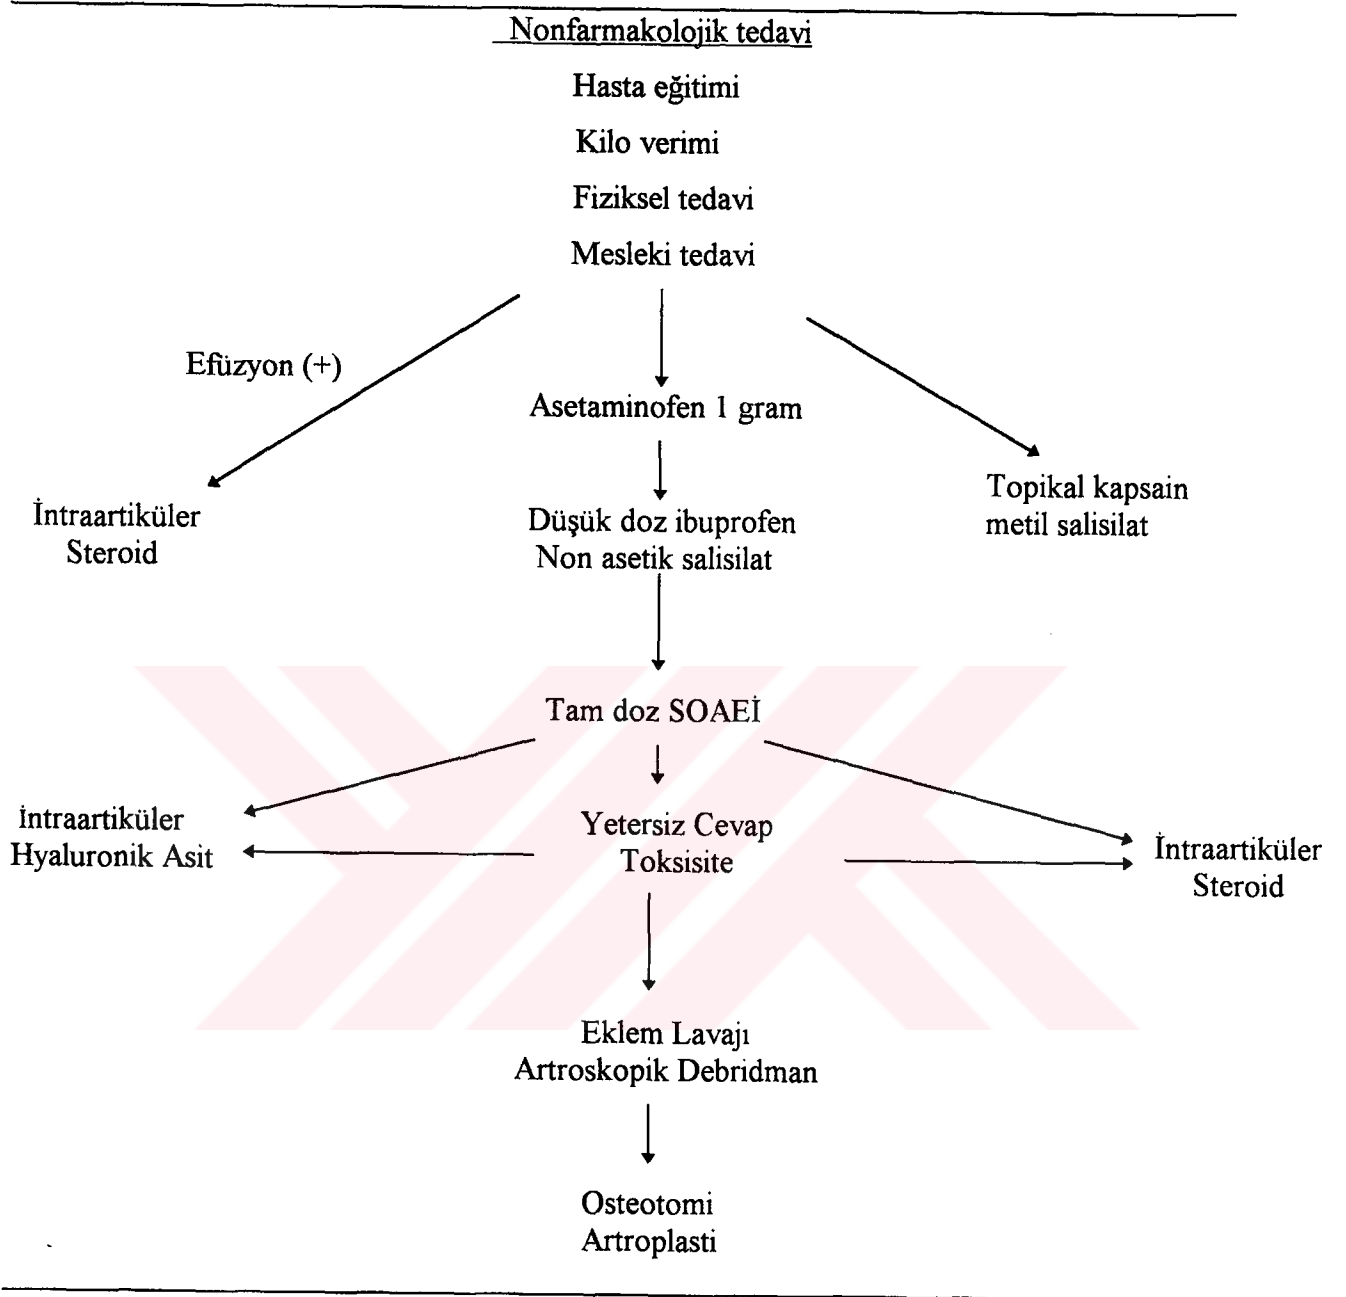 Nonfarmakolojik tedavi
Hasta eğitimi
Kilo verimi
Fiziksel tedavi
Mesleki tedavi
Efüzyon (+)
Asetaminofen 1 gram
İntraartiküler
Steroid
Düşük doz ibuprofen
Non asetik salisilat
Topikal kapsain
metil salisilat
Tam doz SOAEİ
İntraartiküler
Hyaluronik Asit
Yetersiz Cevap
Toksisite
İntraartiküler
Steroid
Eklem Lavajı
Artroskopik Debridman
Osteotomi
Artroplasti